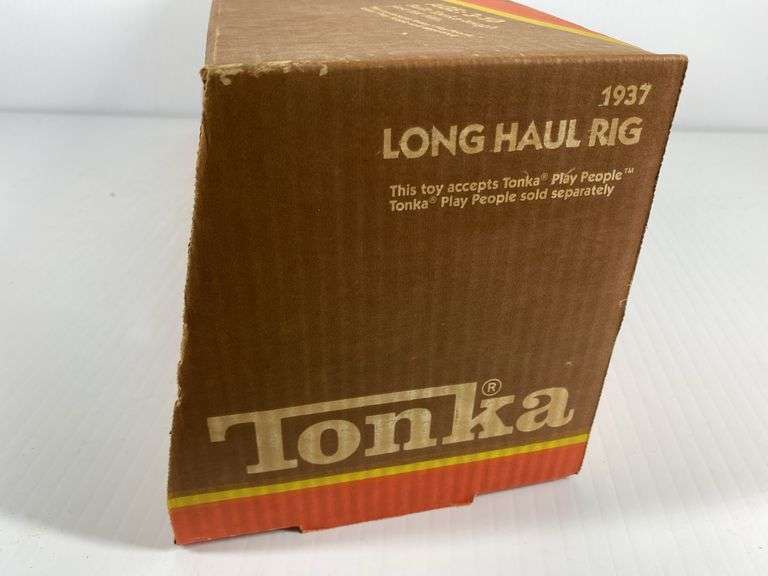 1937
LONG HAUL RIG
This toy accepts Tonka® Play People™
Tonka® Play People sold separately
Tonka®